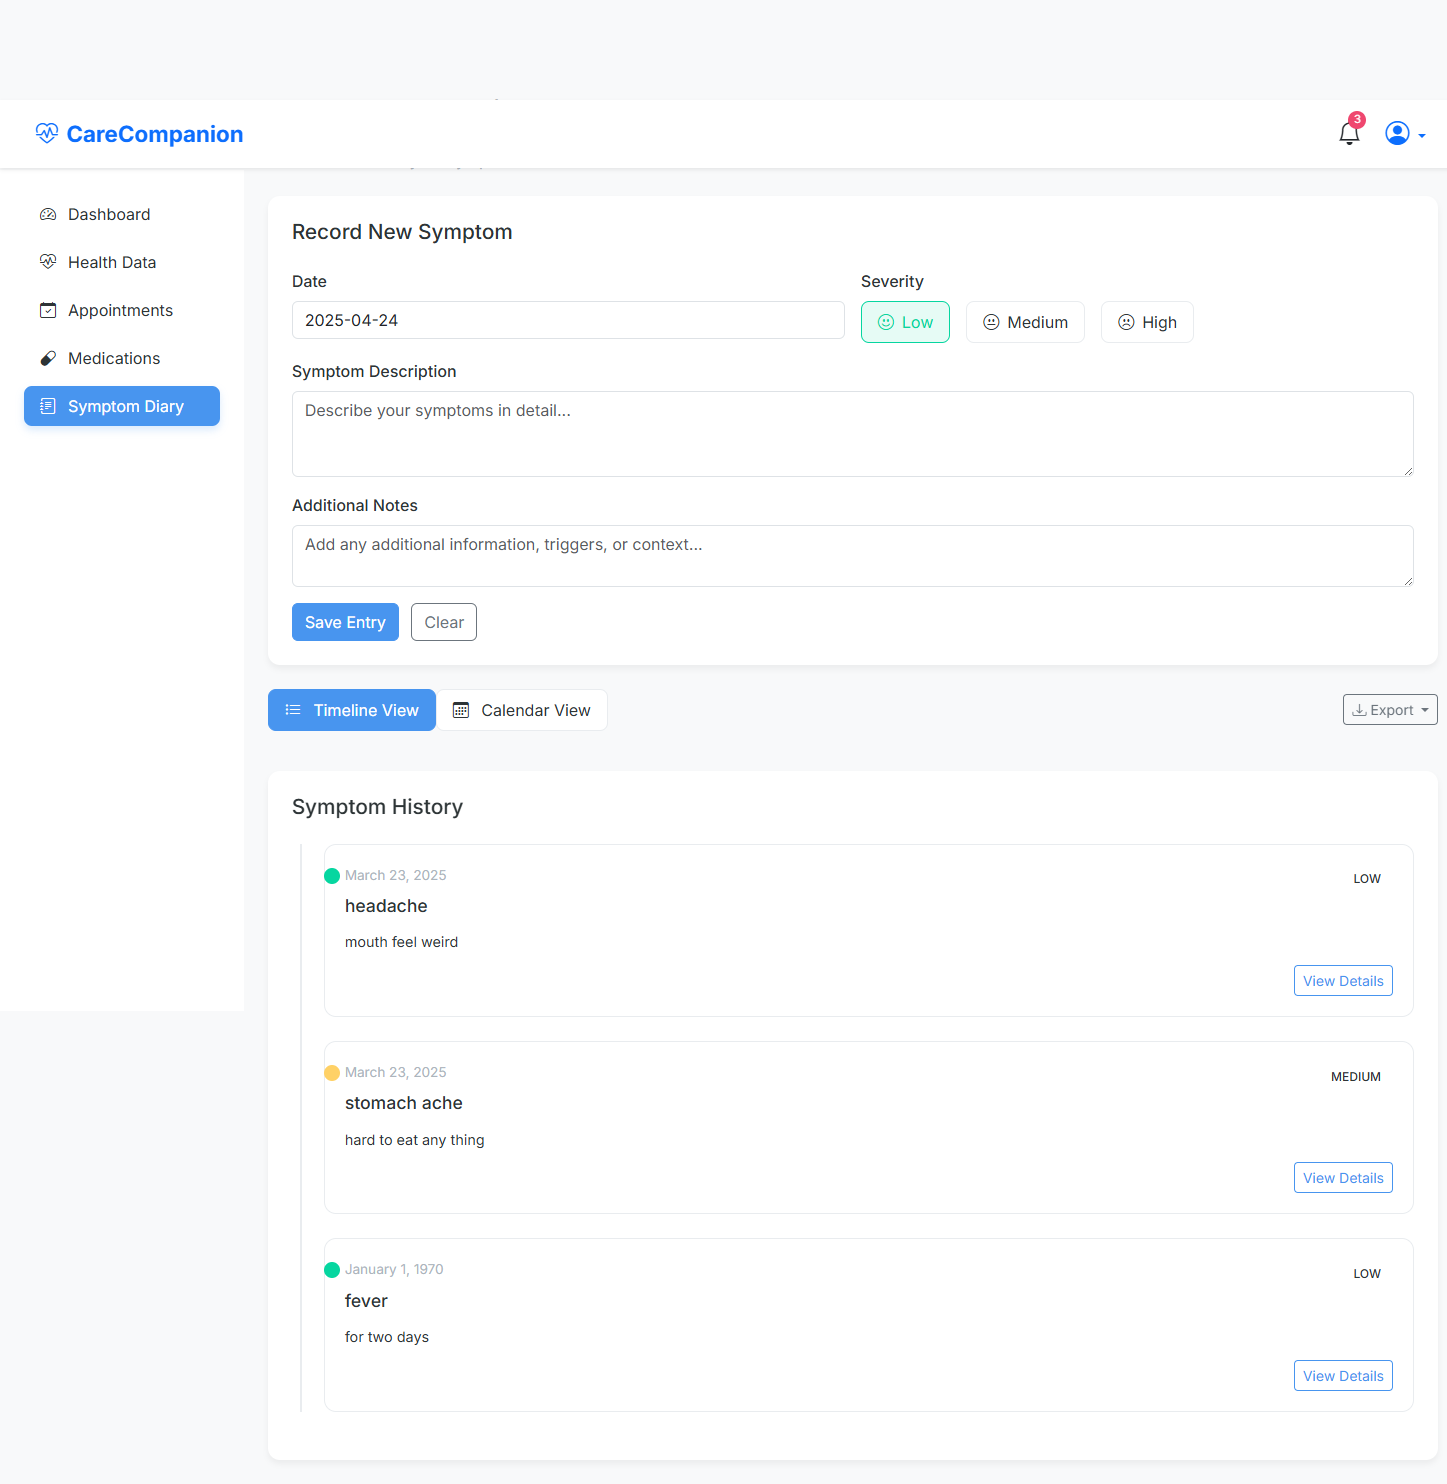 CareCompanion
3
Dashboard
Health Data
Appointments
Medications
Symptom Diary
Record New Symptom
Date
Severity
2025-04-24
Low
Medium
High
Symptom Description
Describe your symptoms in detail...
Additional Notes
Add any additional information, triggers, or context...
Save Entry
Clear
Timeline View
Calendar View
Export
Symptom History
March 23, 2025
LOW
headache
mouth feel weird
View Details
March 23, 2025
MEDIUM
stomach ache
hard to eat any thing
View Details
January 1, 1970
LOW
fever
for two days
View Details